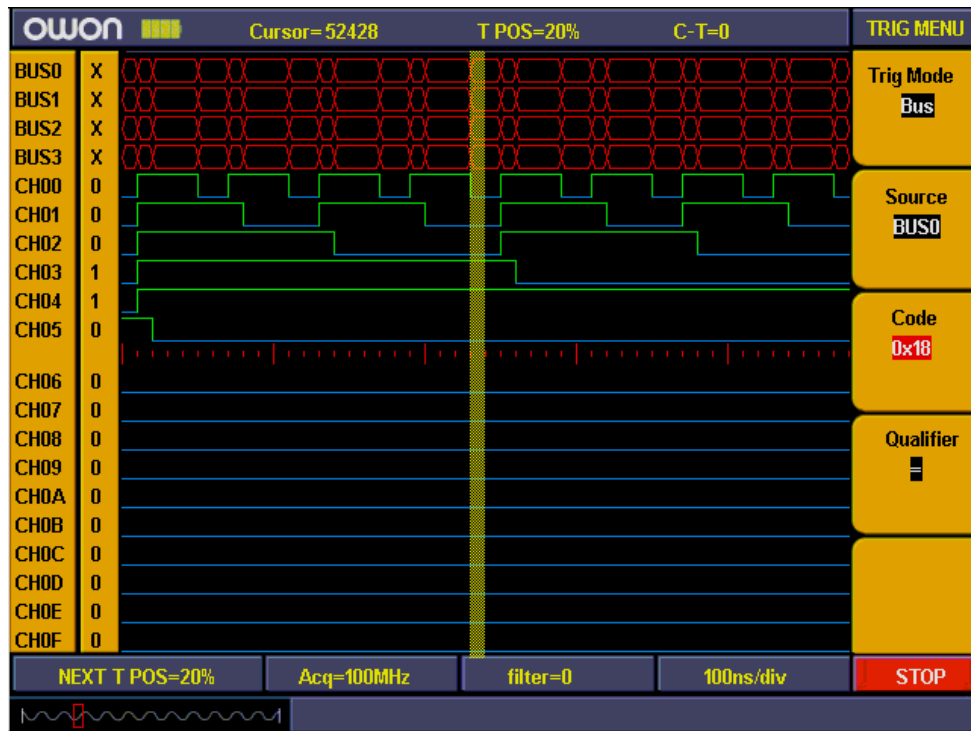 owon Cursor=52428 T POS=20% C-T=0 TRIG MENU
BUS0 X
BUS1 X
BUS2 X
BUS3 X
CH00 0
CH01 0
CH02 0
CH03 1
CH04 1
CH05 0
CH06 0
CH07 0
CH08 0
CH09 0
CH0A 0
CH0B 0
CH0C 0
CH0D 0
CH0E 0
CH0F 0
Trig Mode
Bus
Source
BUS0
Code
0x18
Qualifier
=
NEXT T POS=20% Acq=100MHz filter=0 100ns/div STOP